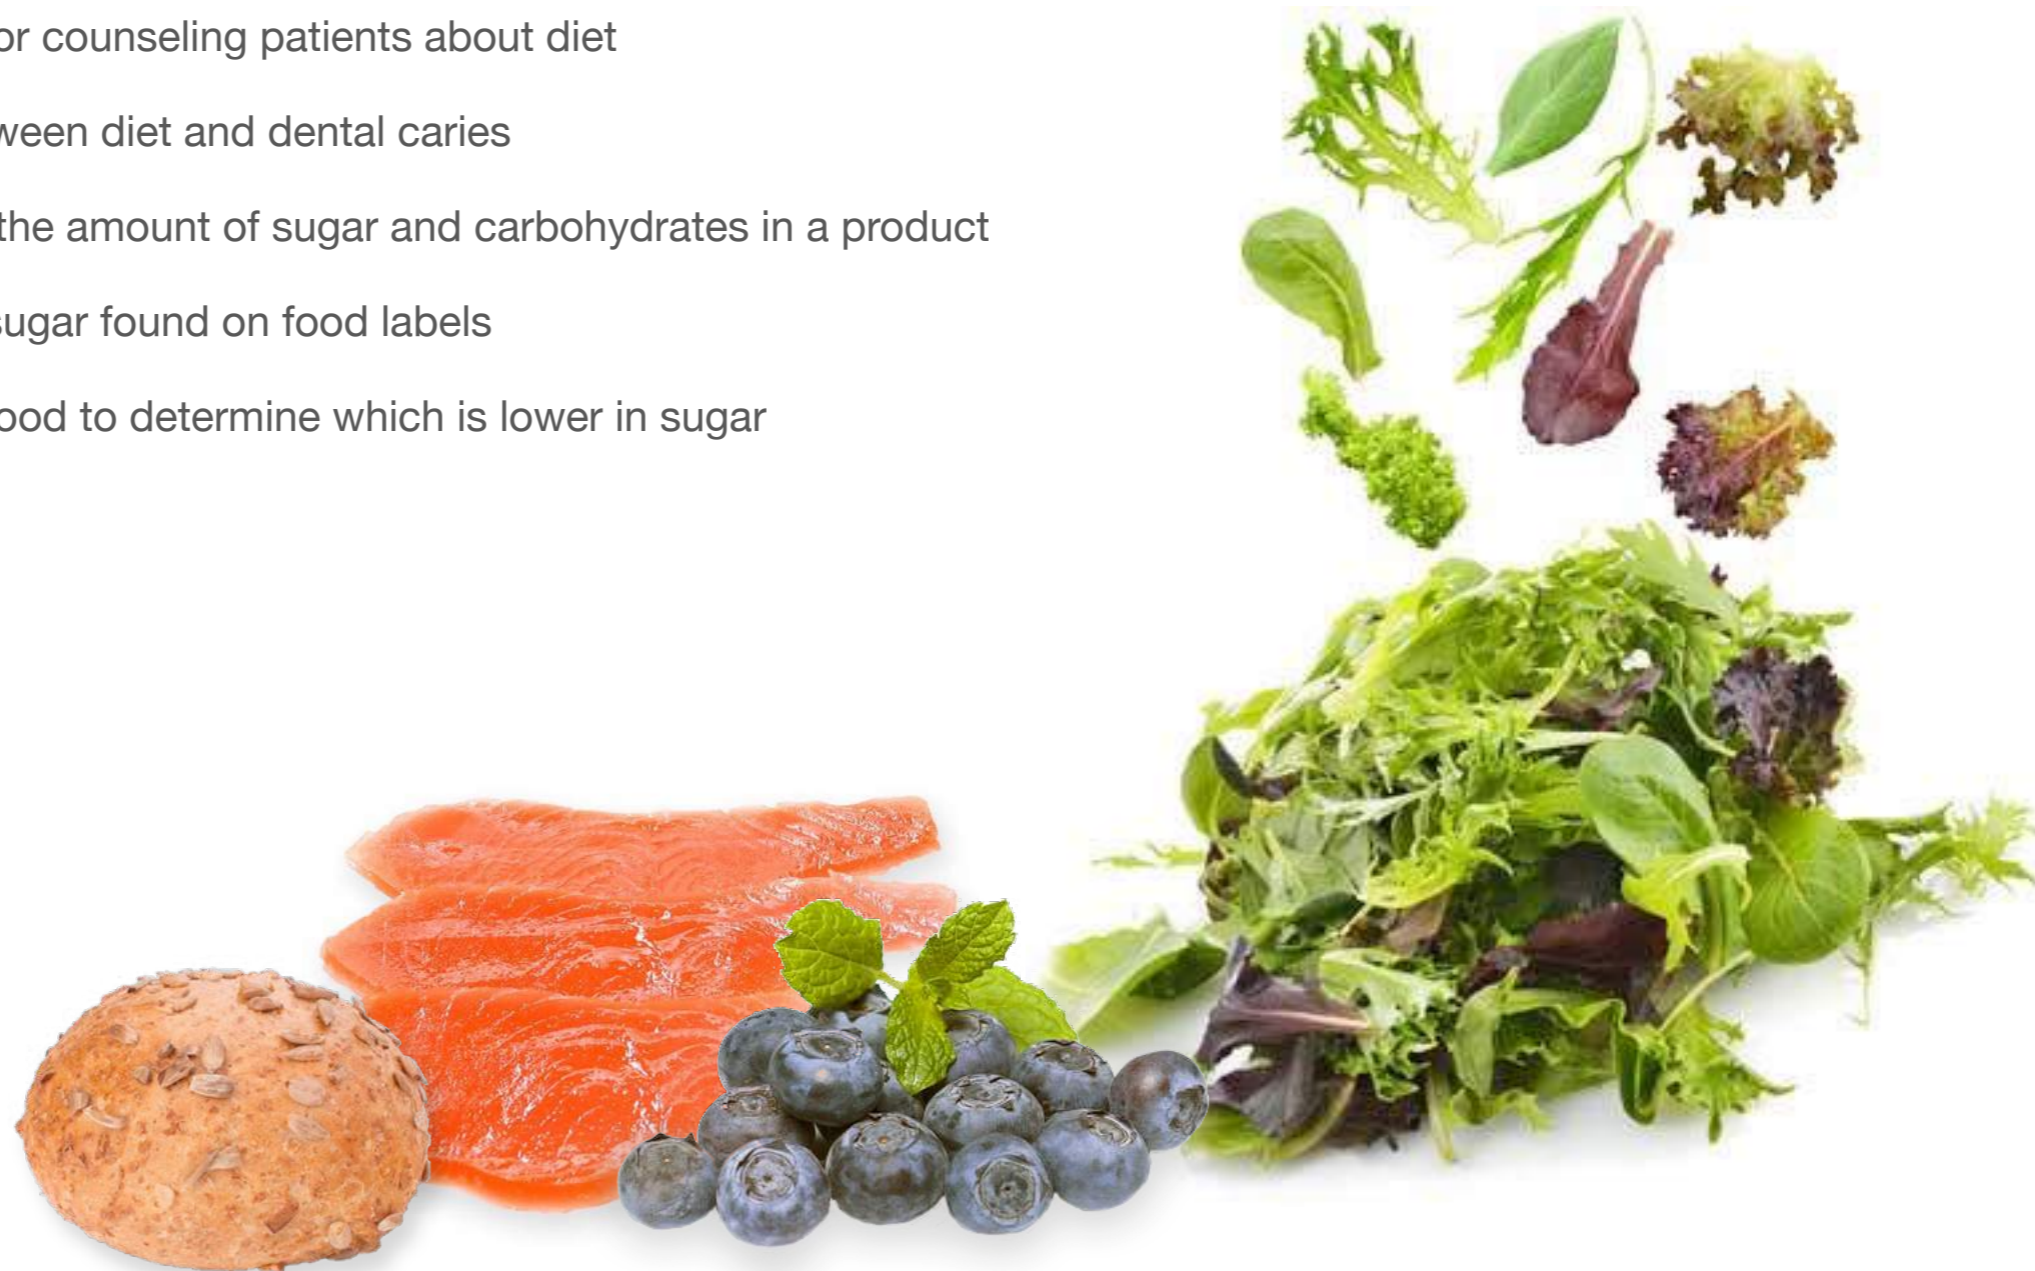 or counseling patients about diet
ween diet and dental caries
the amount of sugar and carbohydrates in a product
sugar found on food labels
ood to determine which is lower in sugar